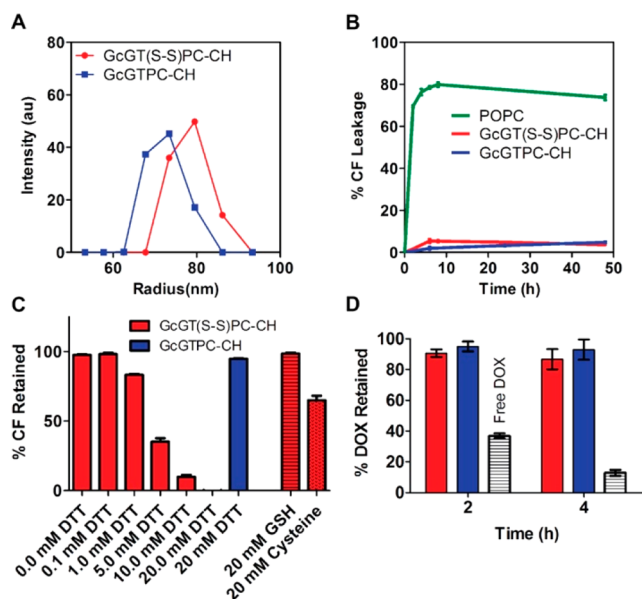 A
GcGT(S-S)PC-CH
GcGTPC-CH
Intensity (au)
80
60
40
20
0
60
80
100
Radius(nm)
B
% CF Leakage
100
80
60
40
20
0
POPC
GcGT(S-S)PC-CH
GcGTPC-CH
0
10
20
30
40
50
Time (h)
C
GcGT(S-S)PC-CH
GcGTPC-CH
% CF Retained
100
50
0
0.0 mM DTT
0.1 mM DTT
1.0 mM DTT
5.0 mM DTT
10.0 mM DTT
20.0 mM DTT
20 mM DTT
20 mM GSH
20 mM Cysteine
D
% DOX Retained
100
80
60
40
20
0
Free DOX
2
4
Time (h)